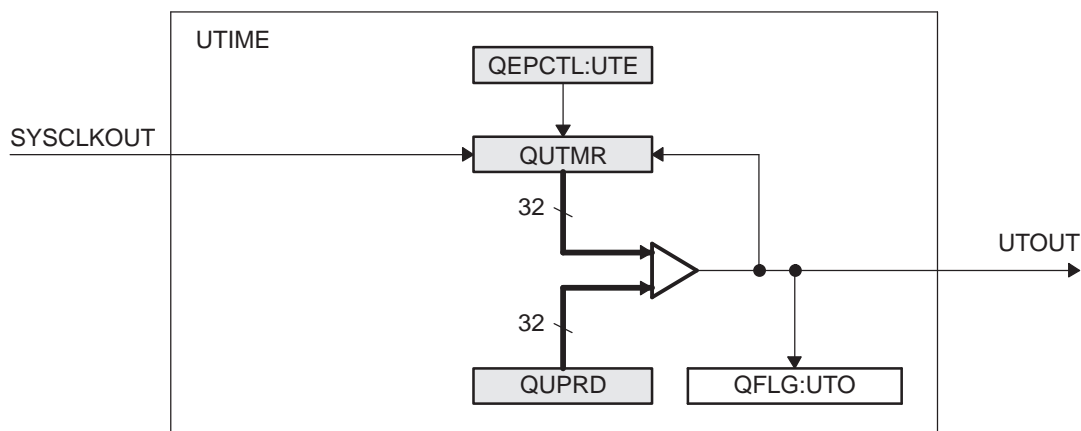 UTIME
QEPCTL:UTE
SYSCLKOUT
QUTMR
32
UTOUT
32
QUPRD
QFLG:UTO